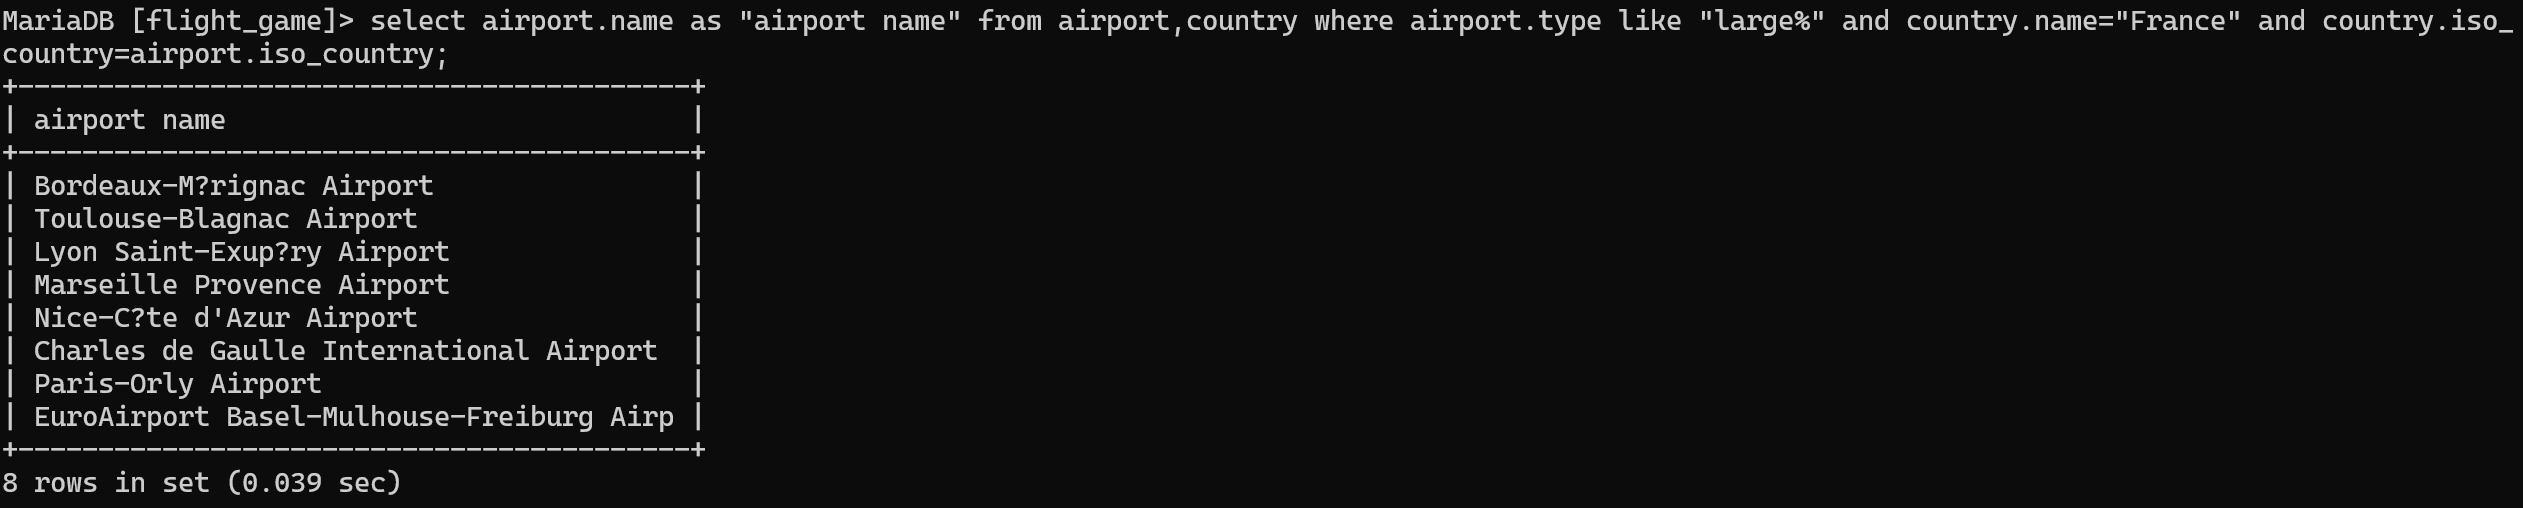 MariaDB [flight_game]> select airport.name as "airport name" from airport,country where airport.type like "large%" and country.name="France" and country.iso_
country=airport.iso_country;
+------------------------------------------+
| airport name                             |
+------------------------------------------+
| Bordeaux-M?rignac Airport                |
| Toulouse-Blagnac Airport                 |
| Lyon Saint-Exup?ry Airport               |
| Marseille Provence Airport               |
| Nice-C?te d'Azur Airport                 |
| Charles de Gaulle International Airport  |
| Paris-Orly Airport                       |
| EuroAirport Basel-Mulhouse-Freiburg Airp |
+------------------------------------------+
8 rows in set (0.039 sec)